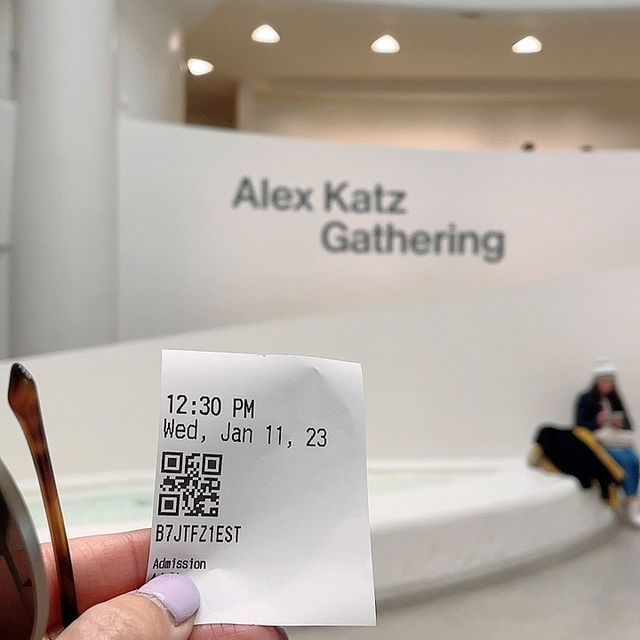 Alex Katz
Gathering
12:30 PM
Wed, Jan 11, 23
B7JTFZ1EST
Admission